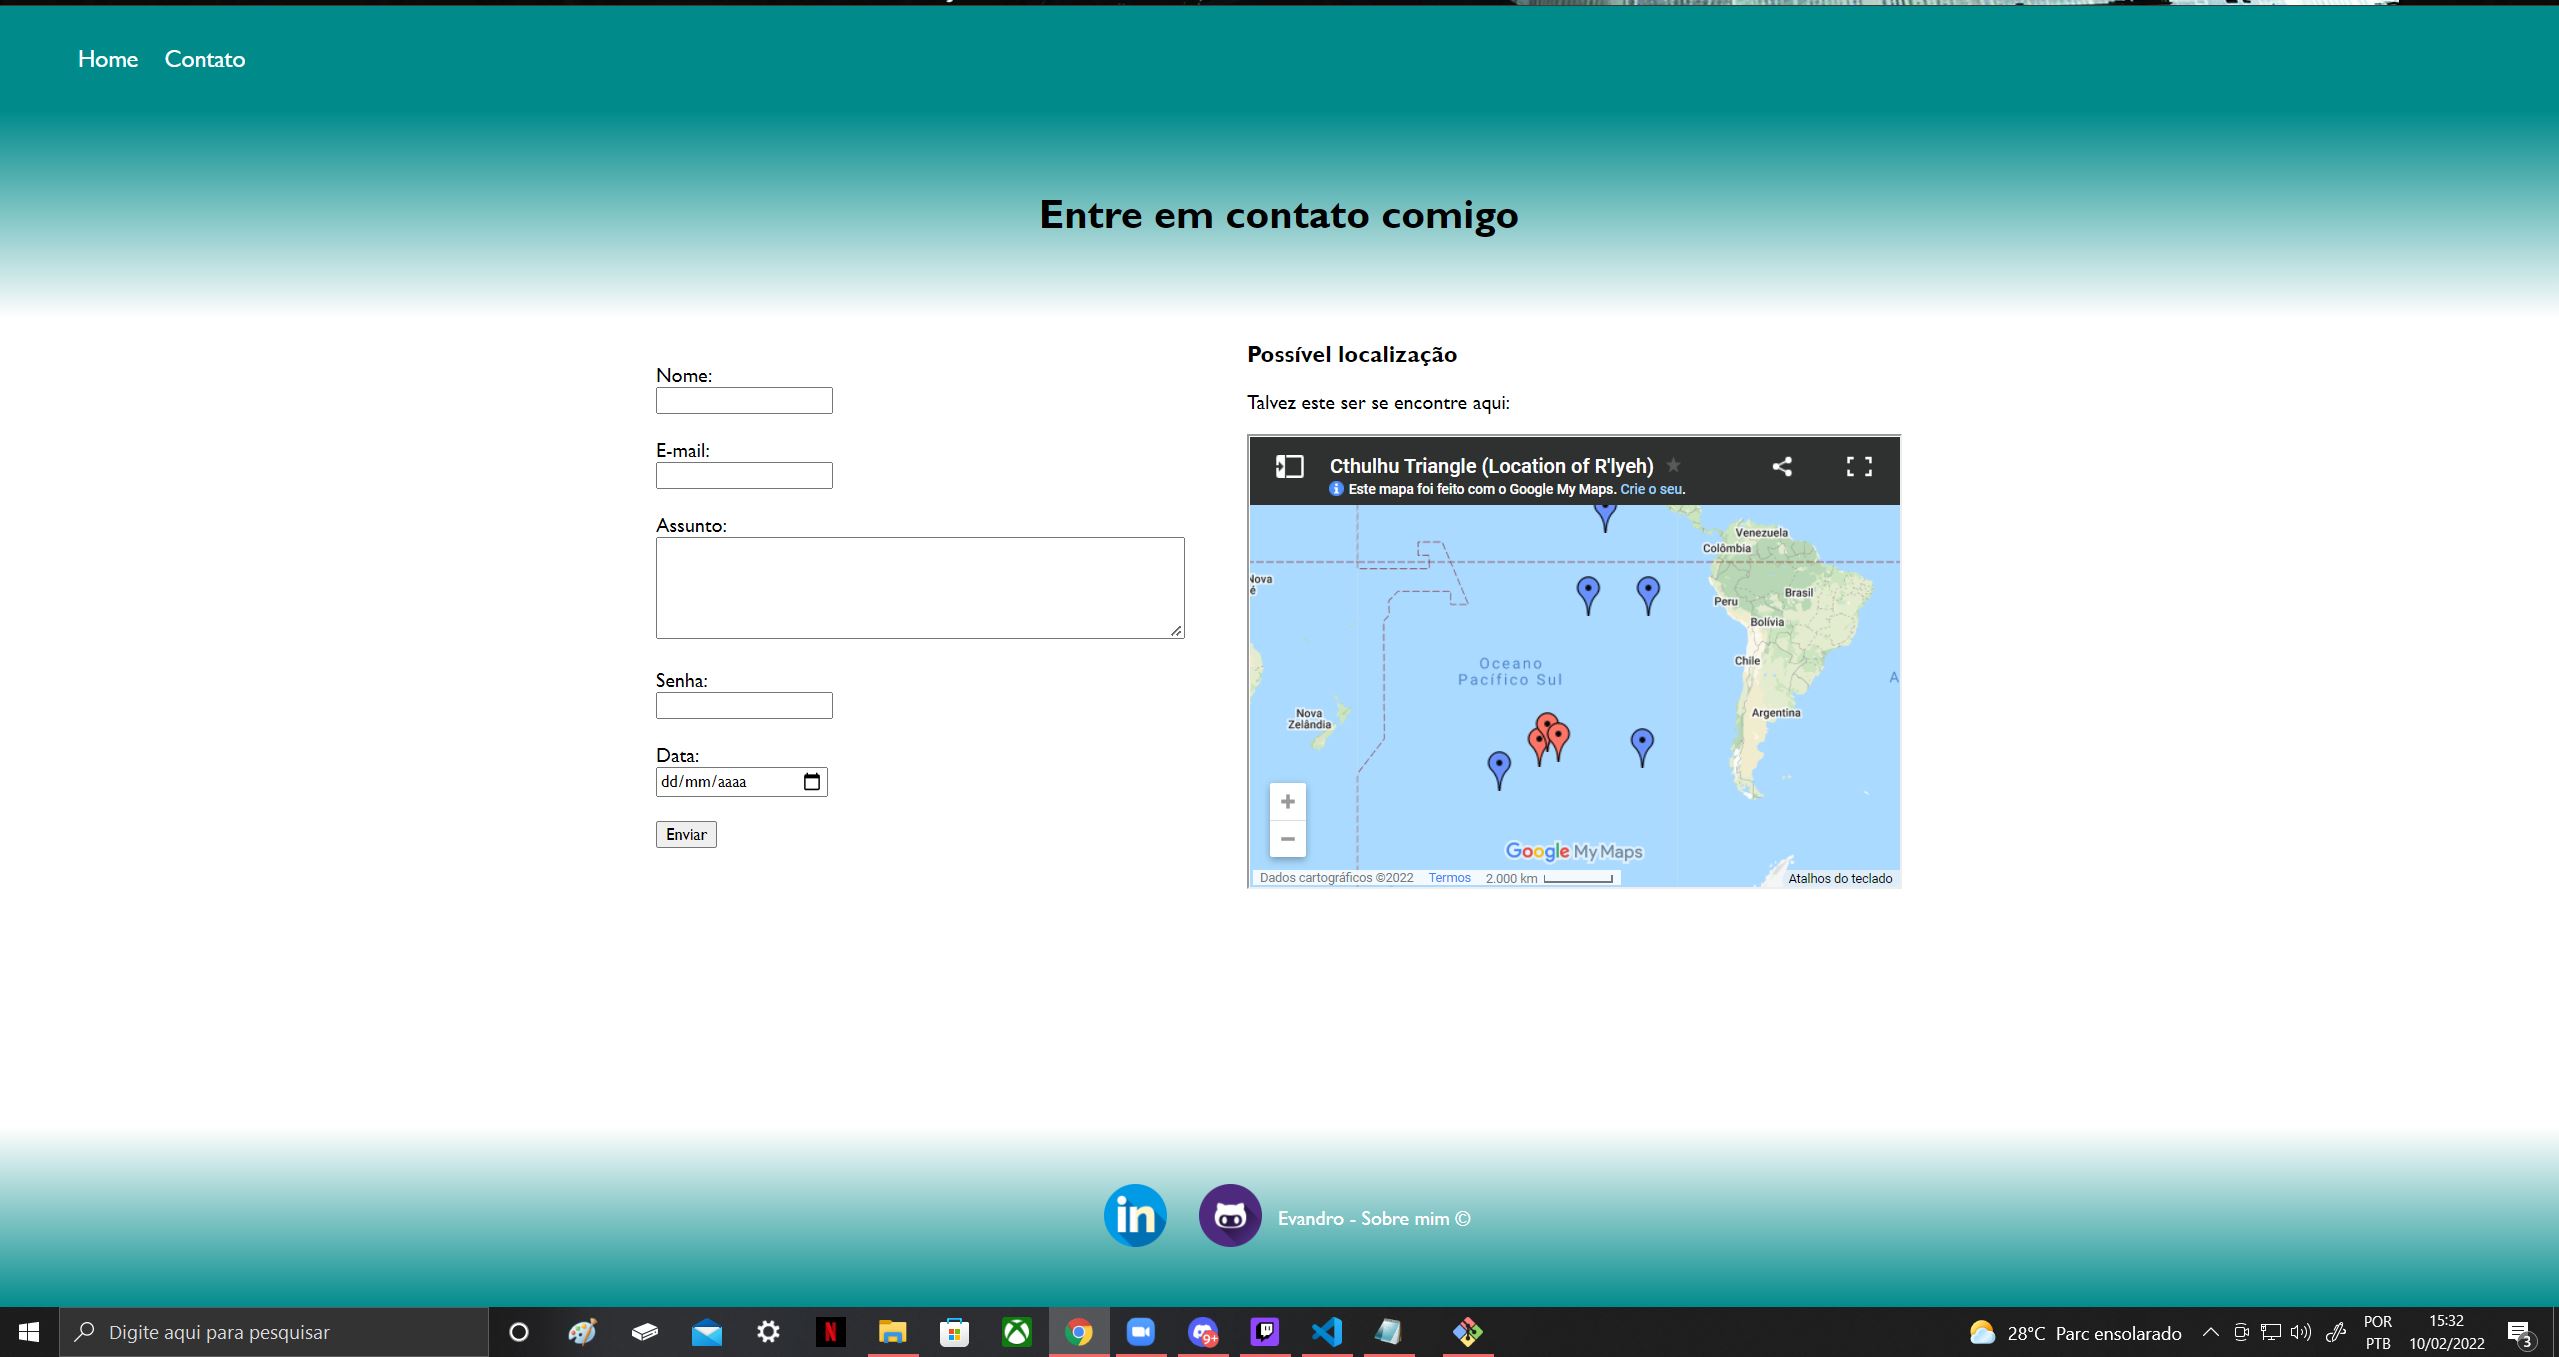 Home Contato
Entre em contato comigo
Nome:
E-mail:
Assunto:
Senha:
Data:
dd/mm/aaaa
Enviar
Possível localização
Talvez este ser se encontre aqui:
Cthulhu Triangle (Location of R'lyeh)
Este mapa foi feito com o Google My Maps. Crie o seu.
Venezuela
Colômbia
Nova
é
Peru
Brasil
Bolívia
Oceano
Pacífico Sul
Chile
A
Nova
Zelândia
Argentina
Google My Maps
Dados cartográficos ©2022 Termos 2.000 km Atalhos do teclado
in Evandro - Sobre mim ©
Digite aqui para pesquisar
N
9+
28°C Parc ensolarado
POR
PTB
15:32
10/02/2022
3